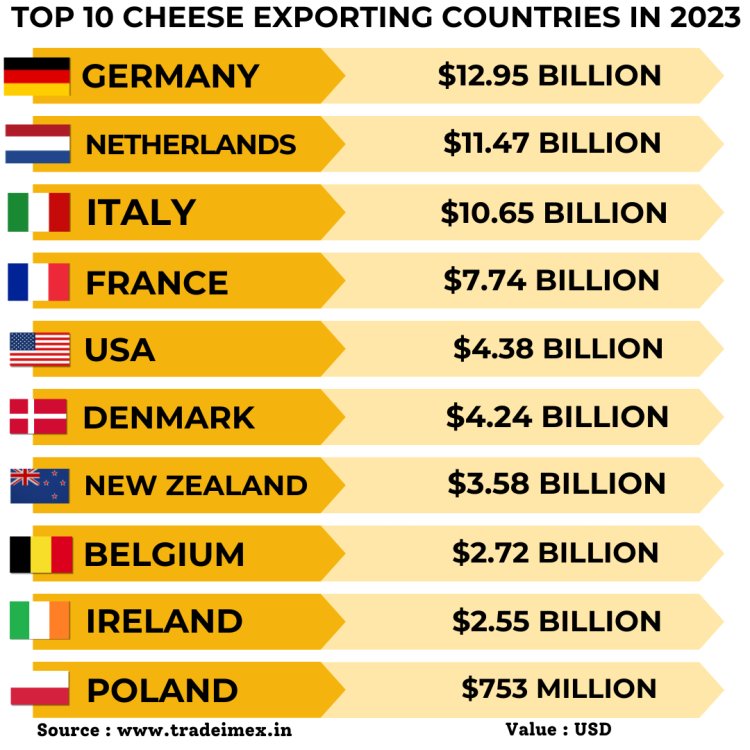 TOP 10 CHEESE EXPORTING COUNTRIES IN 2023
GERMANY $12.95 BILLION
NETHERLANDS $11.47 BILLION
ITALY $10.65 BILLION
FRANCE $7.74 BILLION
USA $4.38 BILLION
DENMARK $4.24 BILLION
NEW ZEALAND $3.58 BILLION
BELGIUM $2.72 BILLION
IRELAND $2.55 BILLION
POLAND $753 MILLION
Source : www.tradeimex.in Value : USD